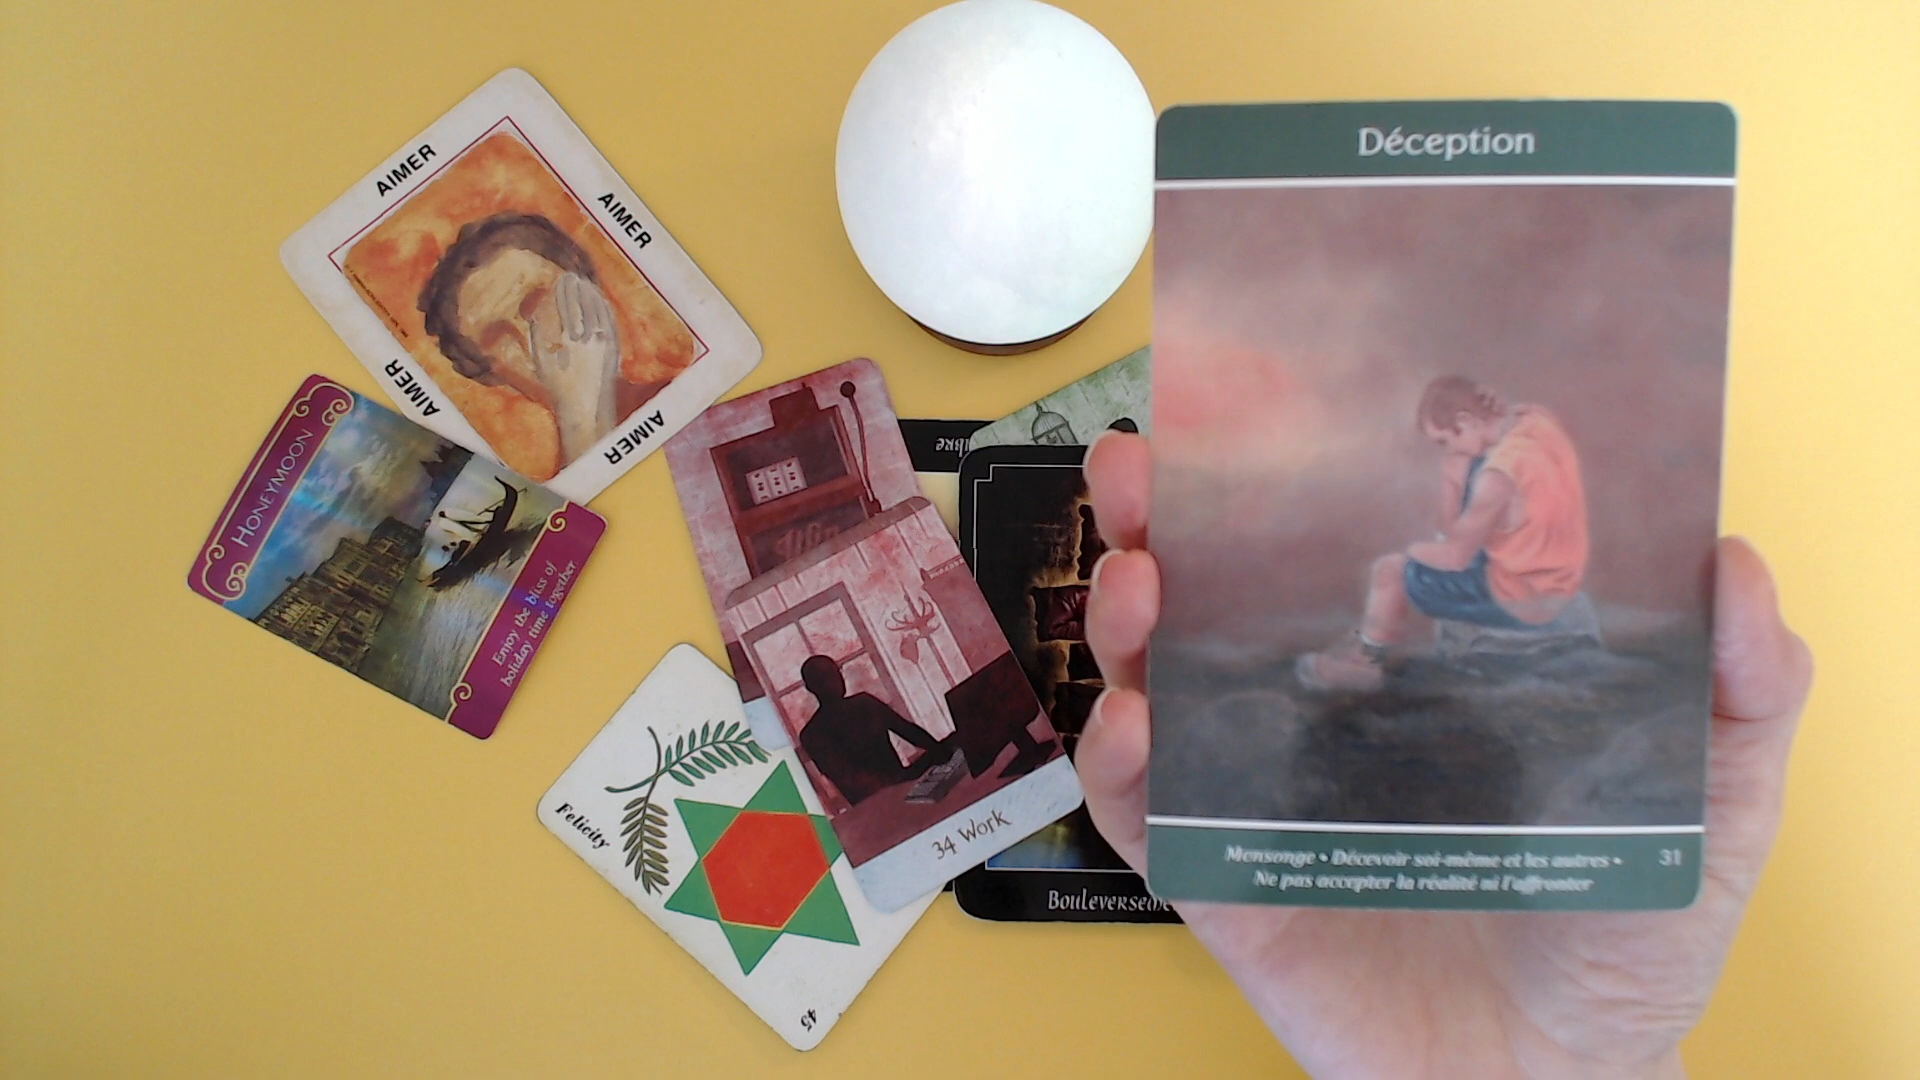 Déception
Mensonge • Décevoir soi-même et les autres •
Ne pas accepter la réalité ni l'affronter
31
AIMER
AIMER
AIMER
AIMER
HONEYMOON
Enjoy the bliss of
holiday time together
34 Work
Felicity
45